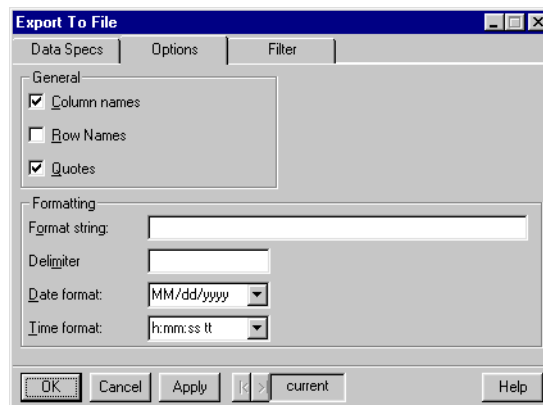 Export To File
Data Specs Options Filter
General
Column names
Row Names
Quotes
Formatting
Format string:
Delimiter
Date format: MM/dd/yyyy
Time format: h:mm:ss tt
OK Cancel Apply current Help